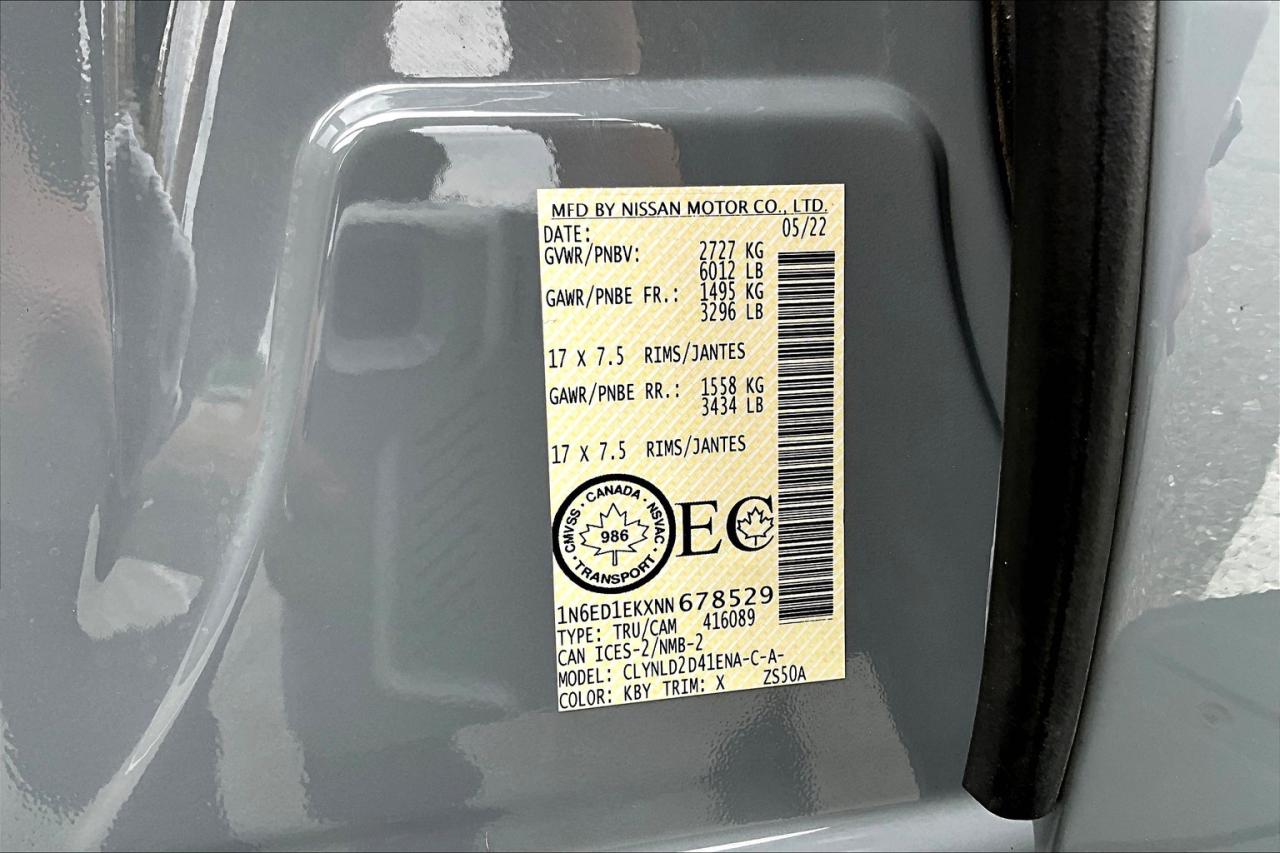 MFD BY NISSAN MOTOR CO., LTD.
DATE: 05/22
GVWR/PNBV: 2727 KG
6012 LB
GAWR/PNBE FR.: 1495 KG
3296 LB
17 X 7.5 RIMS/JANTES
GAWR/PNBE RR.: 1558 KG
3434 LB
17 X 7.5 RIMS/JANTES
CMVSS · CANADA · NSVAC · TRANSPORT ·
986
EC
1N6ED1EKXNN678529
TYPE: TRU/CAM 416089
CAN ICES-2/NMB-2
MODEL: CLYNLD2D41ENA-C-A-
COLOR: KBY TRIM: X ZS50A